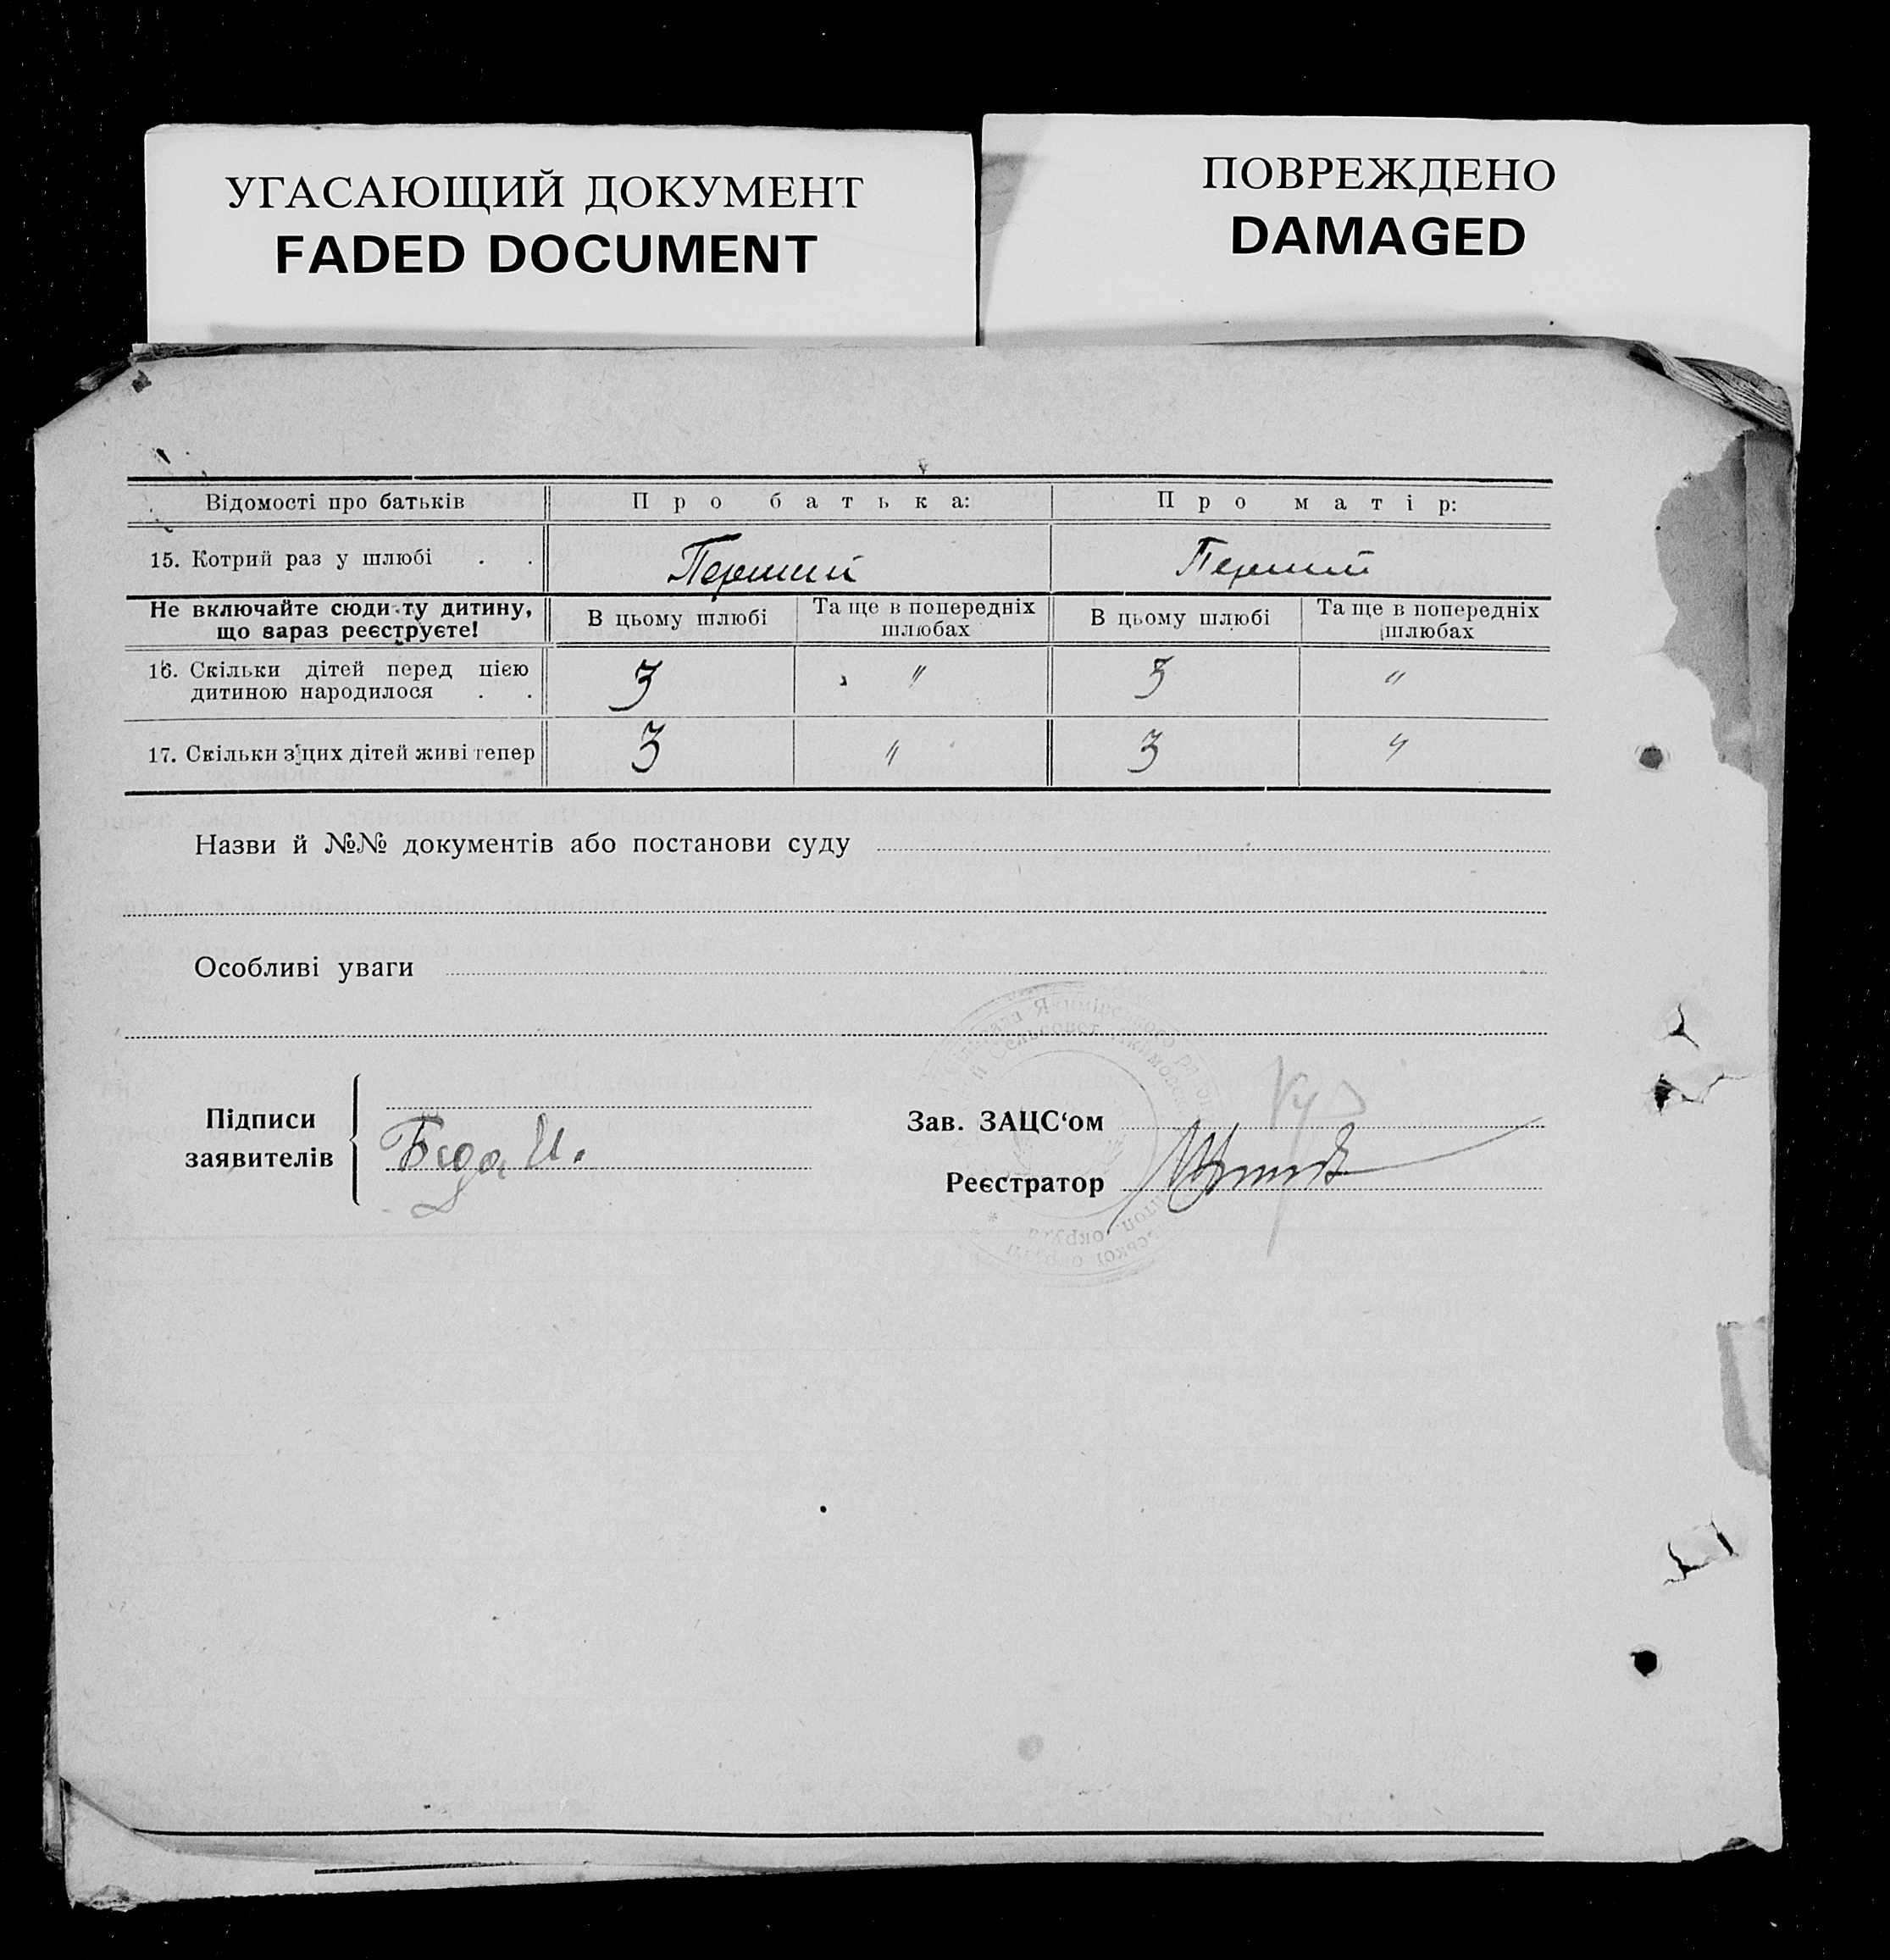 УГАСАЮЩИЙ ДОКУМЕНТ
FADED DOCUMENT
ПОВРЕЖДЕНО
DAMAGED
Відомості про батьків Про батька: Про матір:
15. Котрий раз у шлюбі . . Перший Перший
Не включайте сюди ту дитину, що зараз реєструєте! В цьому шлюбі Та ще в попередніх шлюбах В цьому шлюбі Та ще в попередніх шлюбах
16. Скільки дітей перед цією дитиною народилося . . 3 " 3 "
17. Скільки з цих дітей живі тепер 3 " 3 "
Назви й №№ документів або постанови суду
Особливі уваги
Підписи заявителів
Біда И.
Зав. ЗАЦС‘ом
Реєстратор